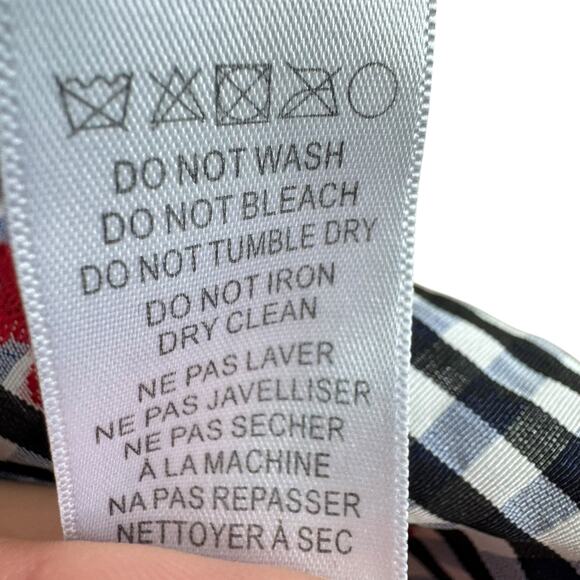 DO NOT WASH
DO NOT BLEACH
DO NOT TUMBLE DRY
DO NOT IRON
DRY CLEAN
NE PAS LAVER
NE PAS JAVELLISER
NE PAS SECHER
À LA MACHINE
NA PAS REPASSER
NETTOYER À SEC